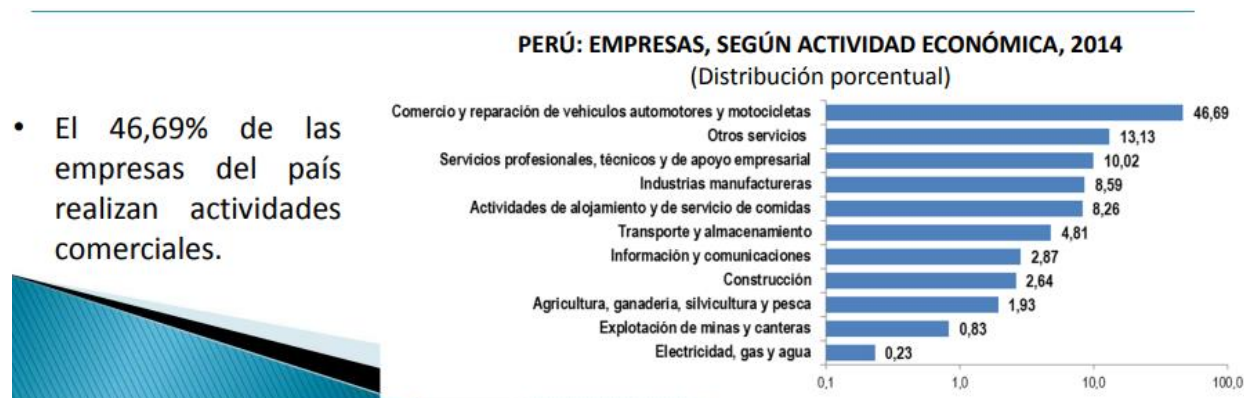 PERÚ: EMPRESAS, SEGÚN ACTIVIDAD ECONÓMICA, 2014
(Distribución porcentual)
• El 46,69% de las
empresas del país
realizan actividades
comerciales.
Comercio y reparación de vehículos automotores y motocicletas 46,69
Otros servicios 13,13
Servicios profesionales, técnicos y de apoyo empresarial 10,02
Industrias manufactureras 8,59
Actividades de alojamiento y de servicio de comidas 8,26
Transporte y almacenamiento 4,81
Información y comunicaciones 2,87
Construcción 2,64
Agricultura, ganadería, silvicultura y pesca 1,93
Explotación de minas y canteras 0,83
Electricidad, gas y agua 0,23
0,1 1,0 10,0 100,0